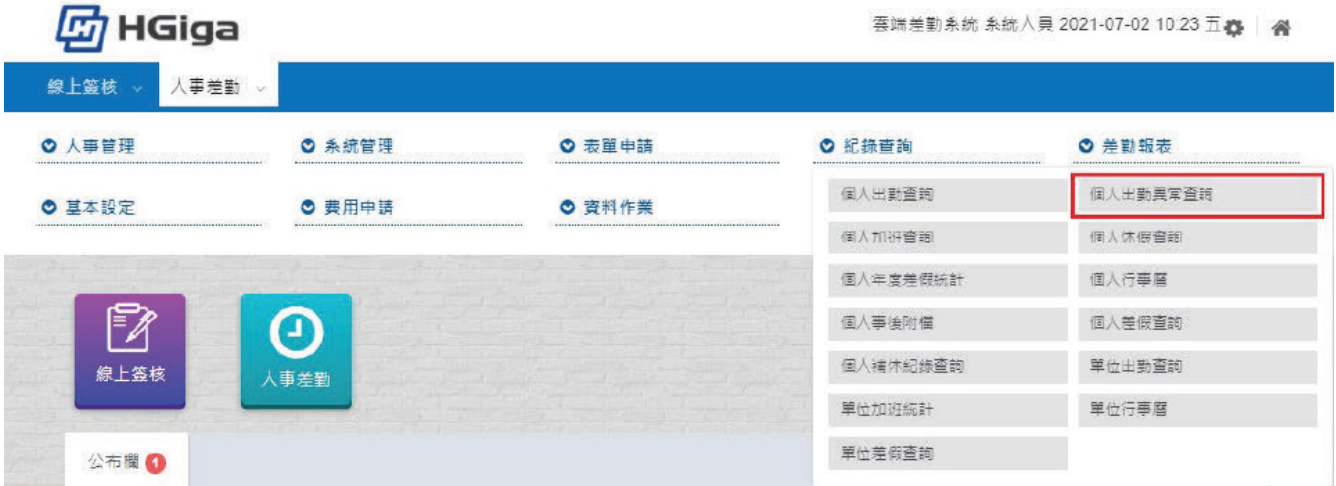 HGiga
雲端差勤系統 系統人員 2021-07-02 10:23 五
線上簽核 人事差勤
人事管理 系統管理 表單申請 紀錄查詢 差勤報表
基本設定 費用申請 資料作業
個人出勤查詢 個人出勤異常查詢
個人加班查詢 個人休假查詢
個人年度差假統計 個人行事曆
個人事後附檔 個人差假查詢
個人補休紀錄查詢 單位出勤查詢
單位加班統計 單位行事曆
單位差假查詢
線上簽核 人事差勤
公布欄 1